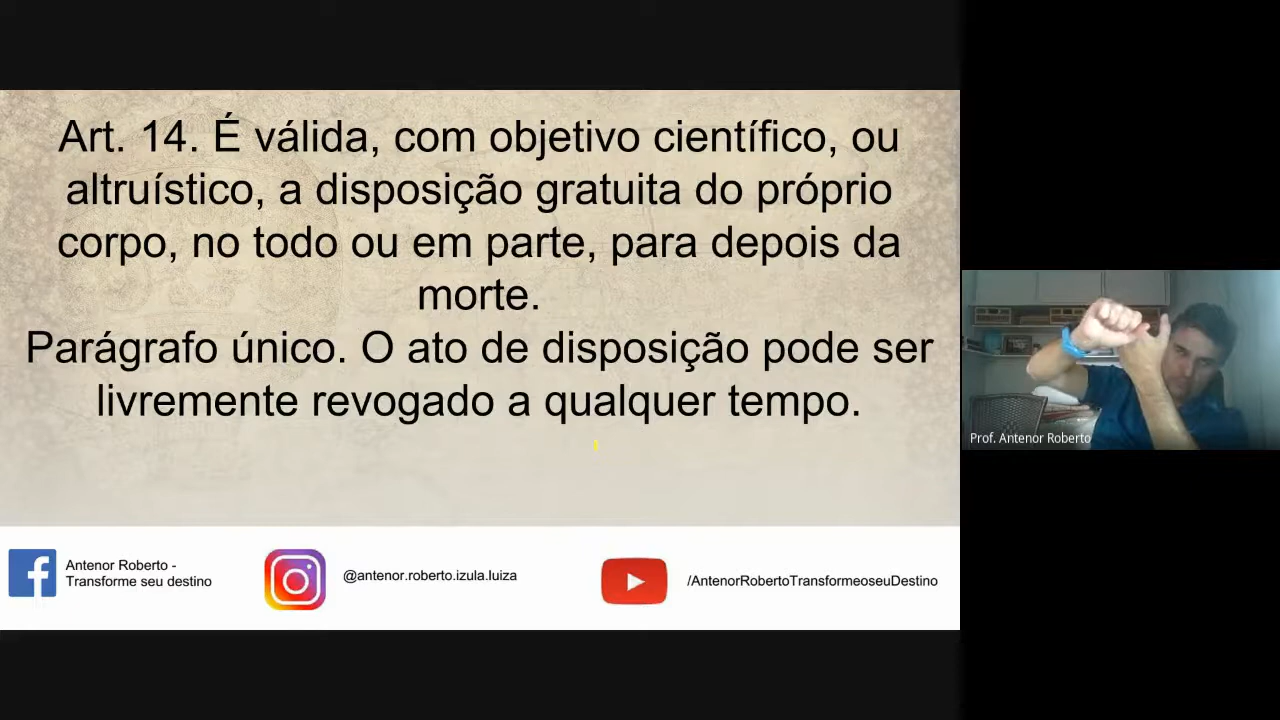 Art. 14. É válida, com objetivo científico, ou
altruístico, a disposição gratuita do próprio
corpo, no todo ou em parte, para depois da
morte.
Parágrafo único. O ato de disposição pode ser
livremente revogado a qualquer tempo.
Prof. Antenor Roberto
Antenor Roberto -
Transforme seu destino
@antenor.roberto.izula.luiza
/AntenorRobertoTransformeoseuDestino